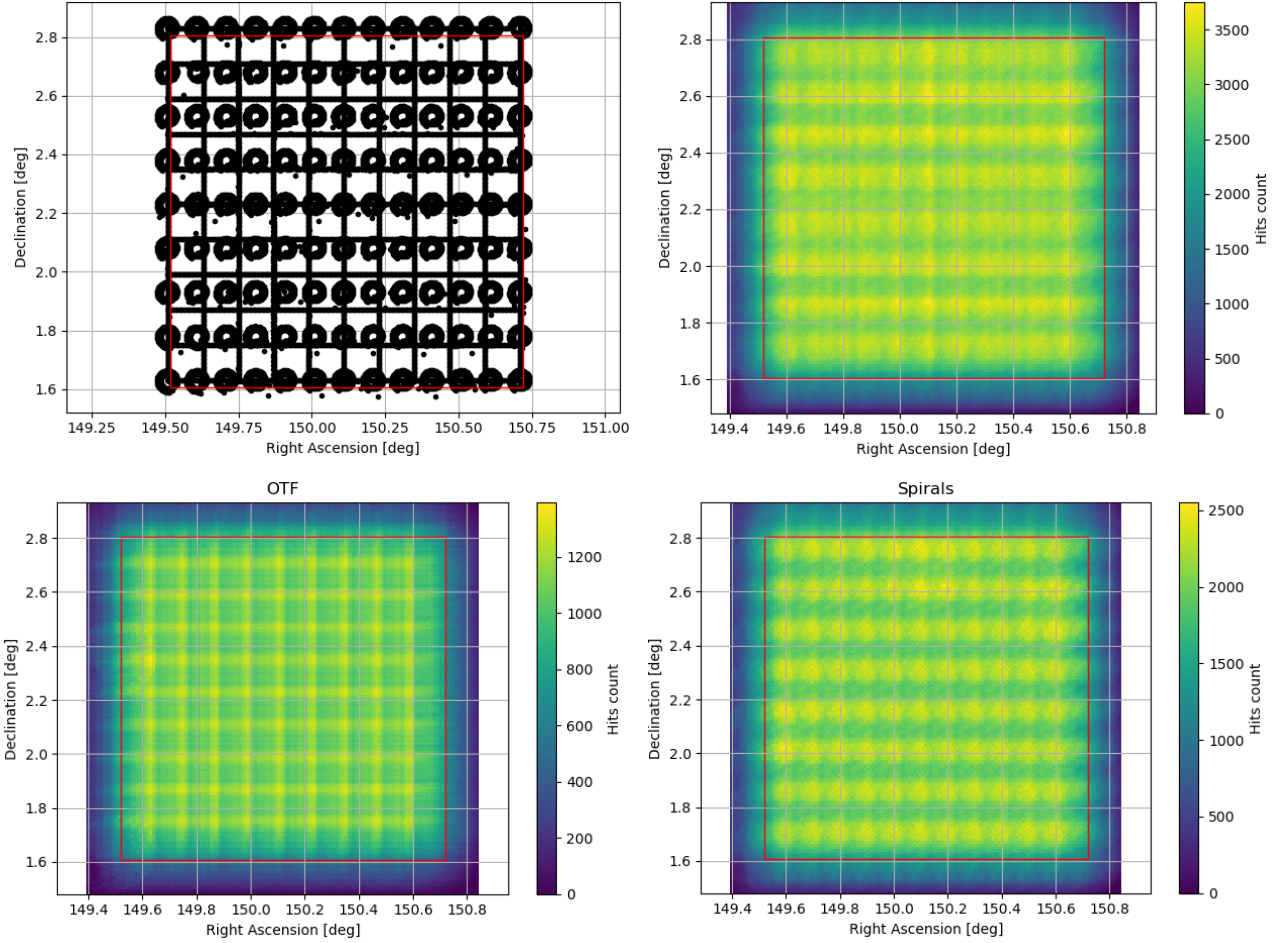 2.8
2.6
2.4
2.2
2.0
1.8
1.6
Declination [deg]
149.25 149.50 149.75 150.00 150.25 150.50 150.75 151.00
Right Ascension [deg]
2.8
2.6
2.4
2.2
2.0
1.8
1.6
Declination [deg]
149.4 149.6 149.8 150.0 150.2 150.4 150.6 150.8
Right Ascension [deg]
3500
3000
2500
2000
1500
1000
500
0
Hits count
OTF
2.8
2.6
2.4
2.2
2.0
1.8
1.6
Declination [deg]
149.4 149.6 149.8 150.0 150.2 150.4 150.6 150.8
Right Ascension [deg]
1200
1000
800
600
400
200
0
Hits count
Spirals
2.8
2.6
2.4
2.2
2.0
1.8
1.6
Declination [deg]
149.4 149.6 149.8 150.0 150.2 150.4 150.6 150.8
Right Ascension [deg]
2500
2000
1500
1000
500
0
Hits count